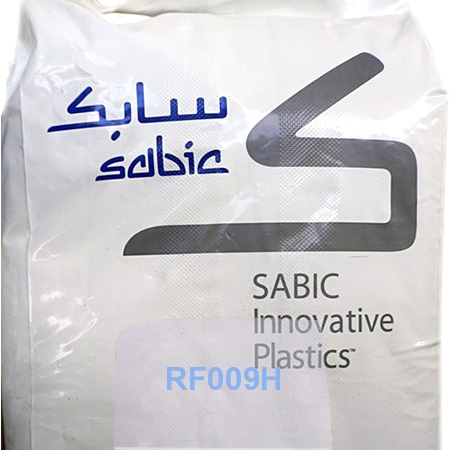 سابك
sabic
SABIC
Innovative
Plastics™
RF009H